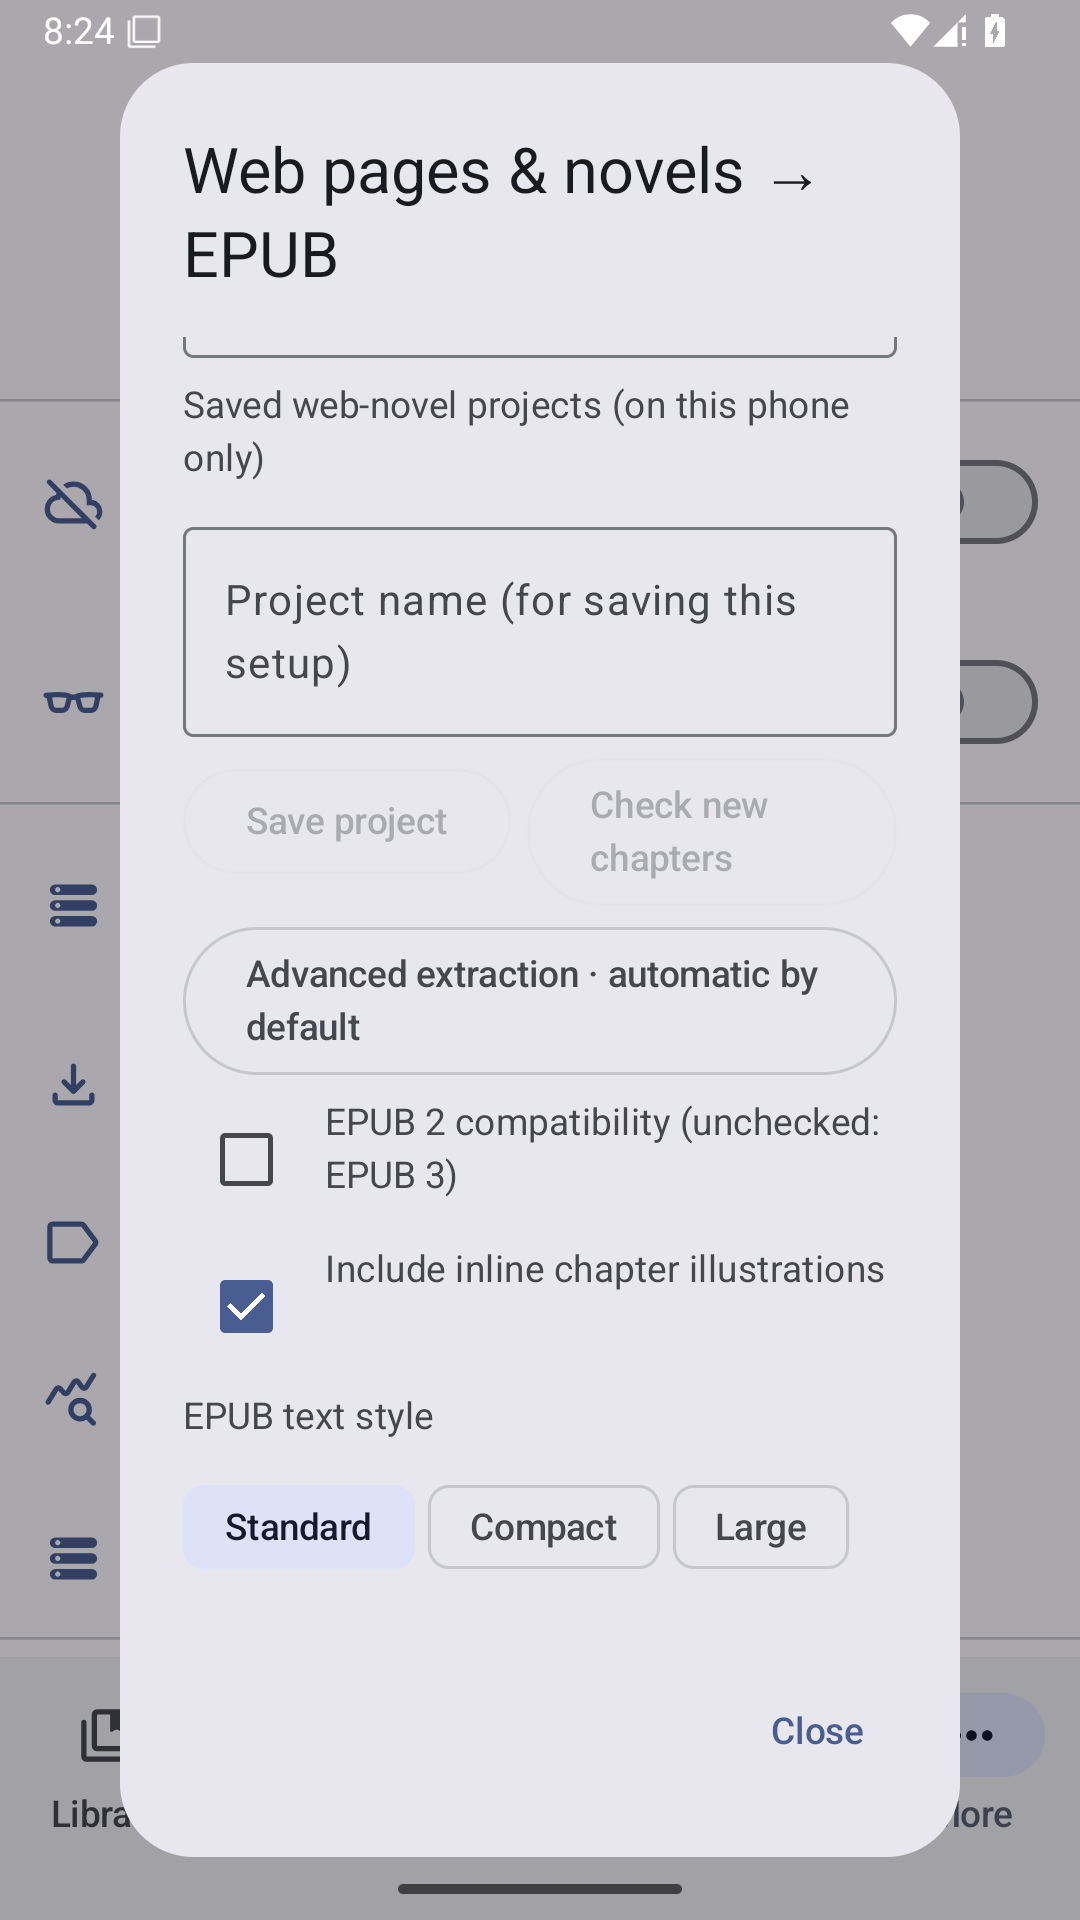 8:24
Web pages & novels →
EPUB
Saved web-novel projects (on this phone
only)
Project name (for saving this
setup)
Save project
Check new
chapters
Advanced extraction · automatic by
default
EPUB 2 compatibility (unchecked:
EPUB 3)
Include inline chapter illustrations
EPUB text style
Standard
Compact
Large
Close